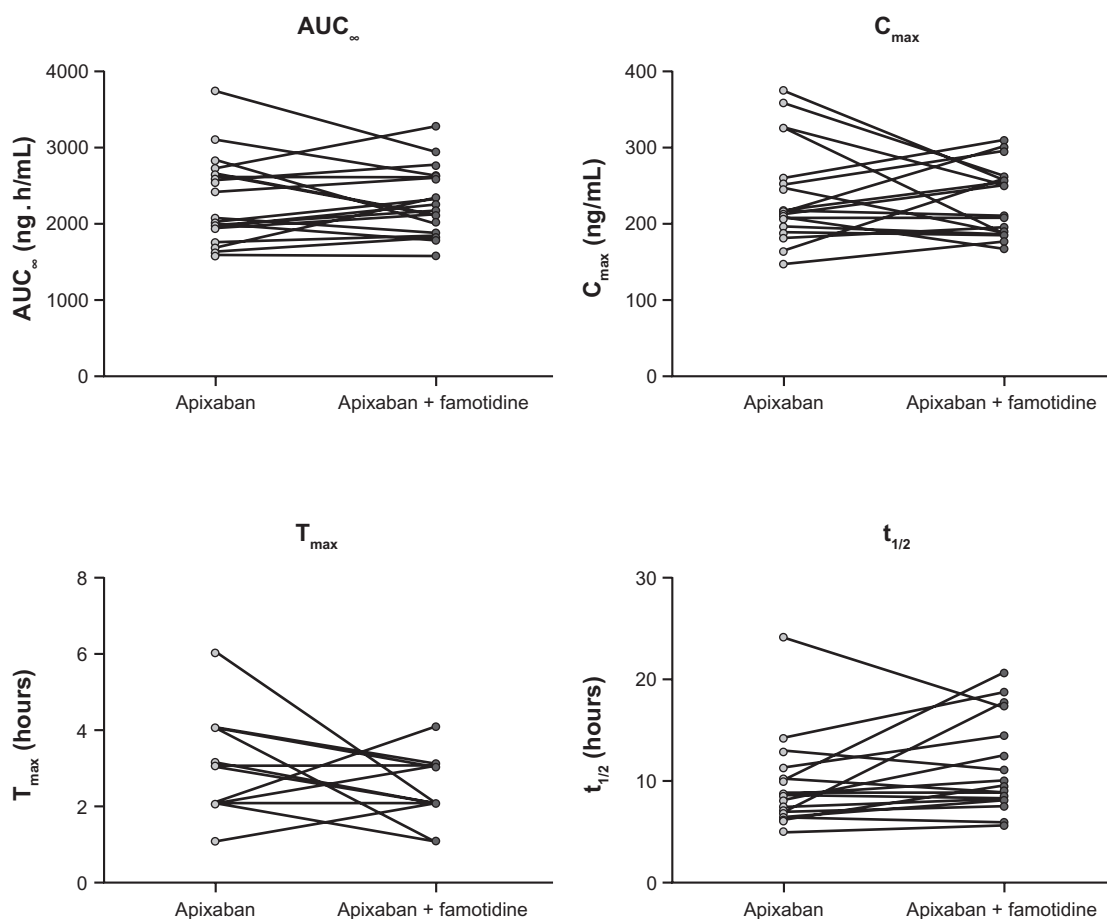 AUC∞
AUC∞ (ng.h/mL)
4000
3000
2000
1000
0
Apixaban
Apixaban + famotidine
Cmax
Cmax (ng/mL)
400
300
200
100
0
Apixaban
Apixaban + famotidine
Tmax
Tmax (hours)
8
6
4
2
0
Apixaban
Apixaban + famotidine
t1/2
t1/2 (hours)
30
20
10
0
Apixaban
Apixaban + famotidine